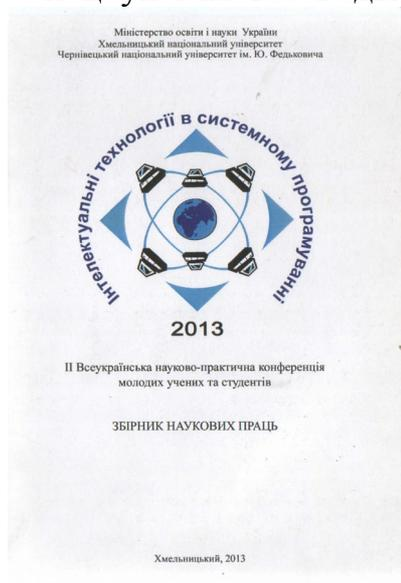 Міністерство освіти і науки України
Хмельницький національний університет
Чернівецький національний університет ім. Ю. Федьковича
Інтелектуальні технології в системному програмуванні
2013
ІІ Всеукраїнська науково-практична конференція
молодих учених та студентів
ЗБІРНИК НАУКОВИХ ПРАЦЬ
Хмельницький, 2013